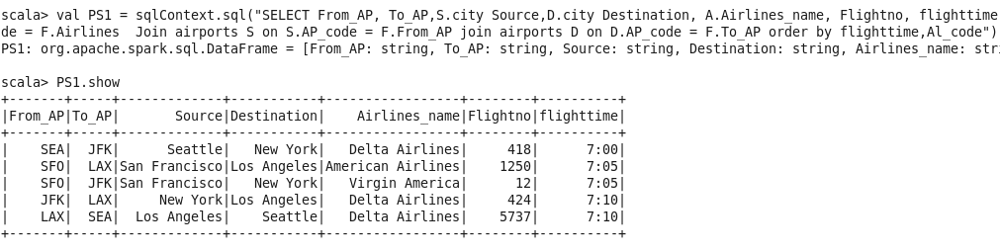 scala> val PS1 = sqlContext.sql("SELECT From_AP, To_AP,S.city Source,D.city Destination, A.Airlines_name, Flightno, flighttime
de = F.Airlines  Join airports S on S.AP_code = F.From_AP join airports D on D.AP_code = F.To_AP order by flighttime,Al_code")
PS1: org.apache.spark.sql.DataFrame = [From_AP: string, To_AP: string, Source: string, Destination: string, Airlines_name: stri

scala> PS1.show
+-------+-----+-------------+-----------+-----------------+--------+----------+
|From_AP|To_AP|       Source|Destination|    Airlines_name|Flightno|flighttime|
+-------+-----+-------------+-----------+-----------------+--------+----------+
|    SEA|  JFK|      Seattle|   New York|   Delta Airlines|     418|      7:00|
|    SFO|  LAX|San Francisco|Los Angeles|American Airlines|    1250|      7:05|
|    SFO|  JFK|San Francisco|   New York|   Virgin America|      12|      7:05|
|    JFK|  LAX|     New York|Los Angeles|   Delta Airlines|     424|      7:10|
|    LAX|  SEA|  Los Angeles|    Seattle|   Delta Airlines|    5737|      7:10|
+-------+-----+-------------+-----------+-----------------+--------+----------+